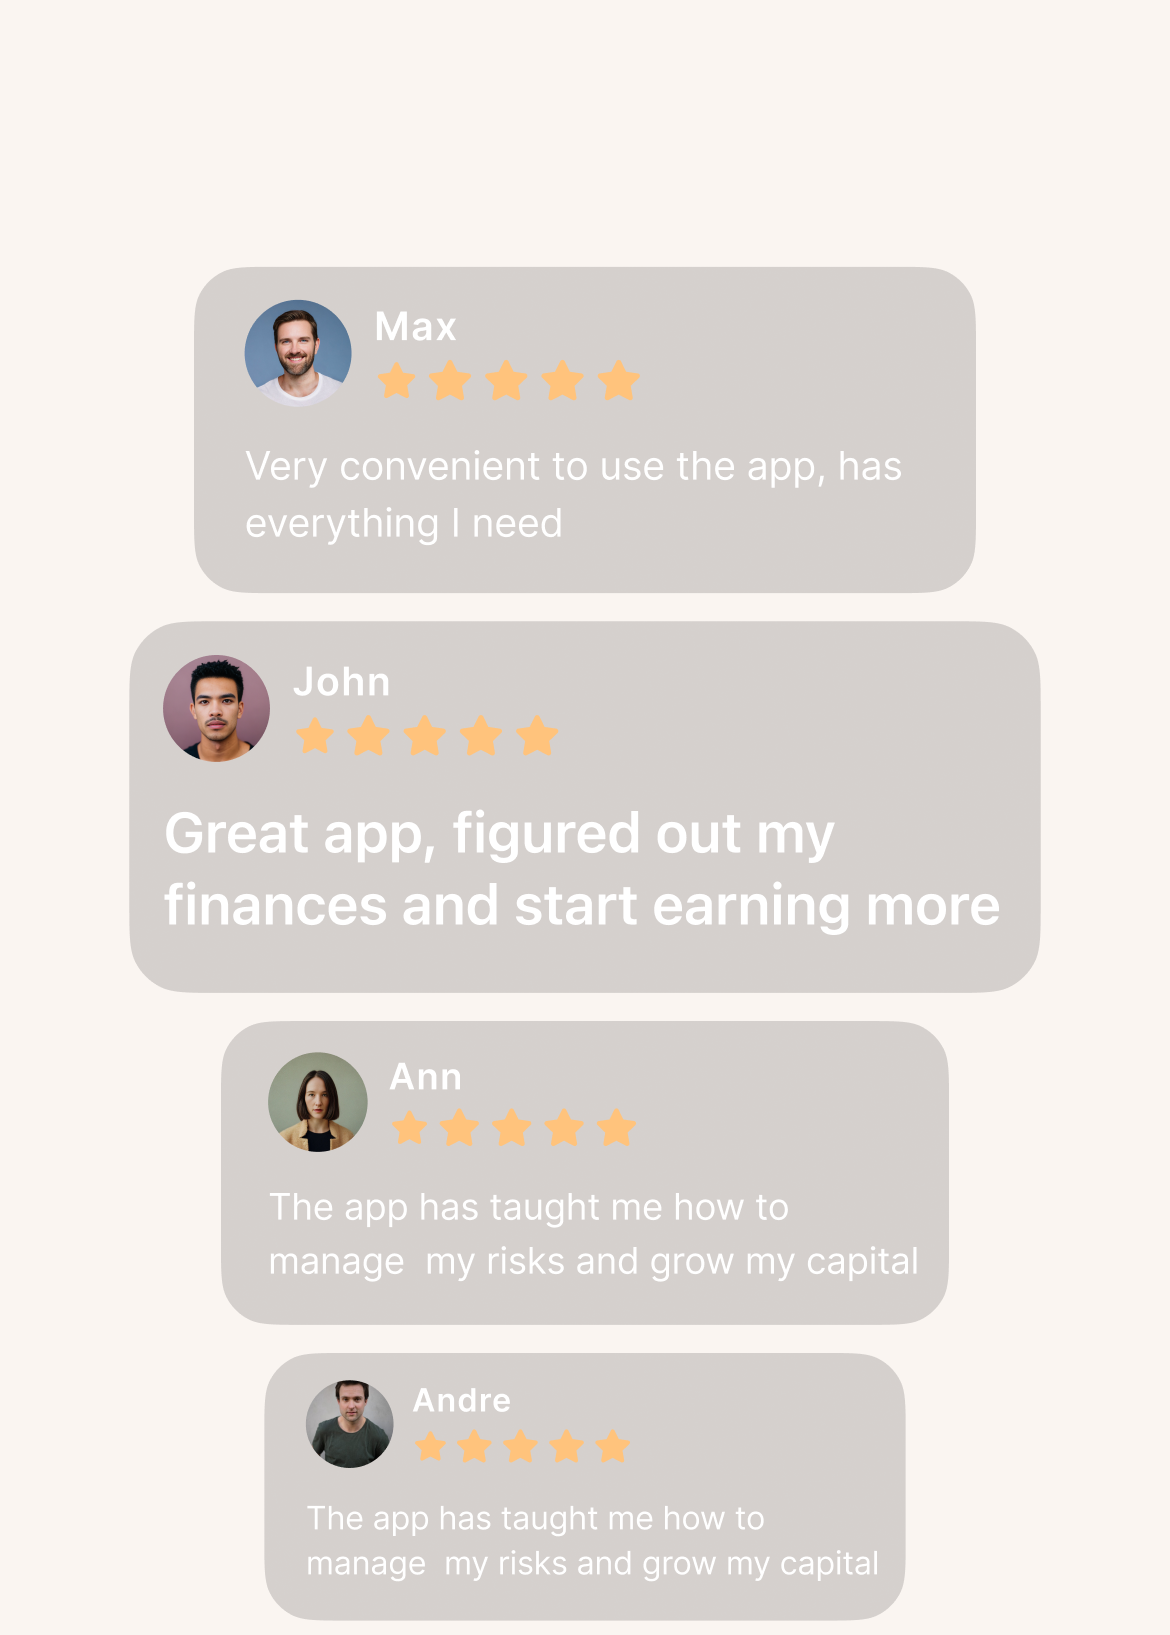 Max
Very convenient to use the app, has
everything I need
John
Great app, figured out my
finances and start earning more
Ann
The app has taught me how to
manage  my risks and grow my capital
Andre
The app has taught me how to
manage  my risks and grow my capital